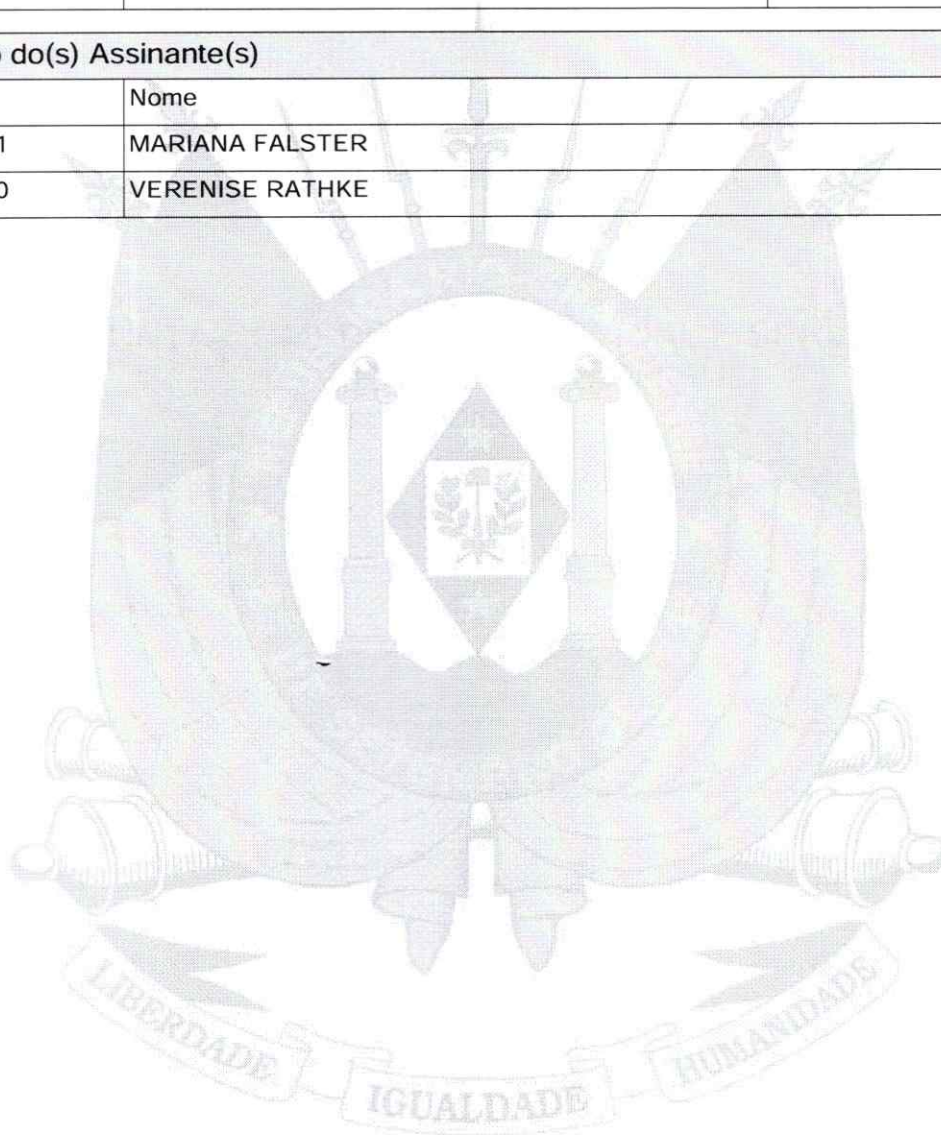 do(s) Assinante(s)
Nome
1 MARIANA FALSTER
0 VERENISE RATHKE
LIBERDADE
IGUALDADE
HUMANIDADE